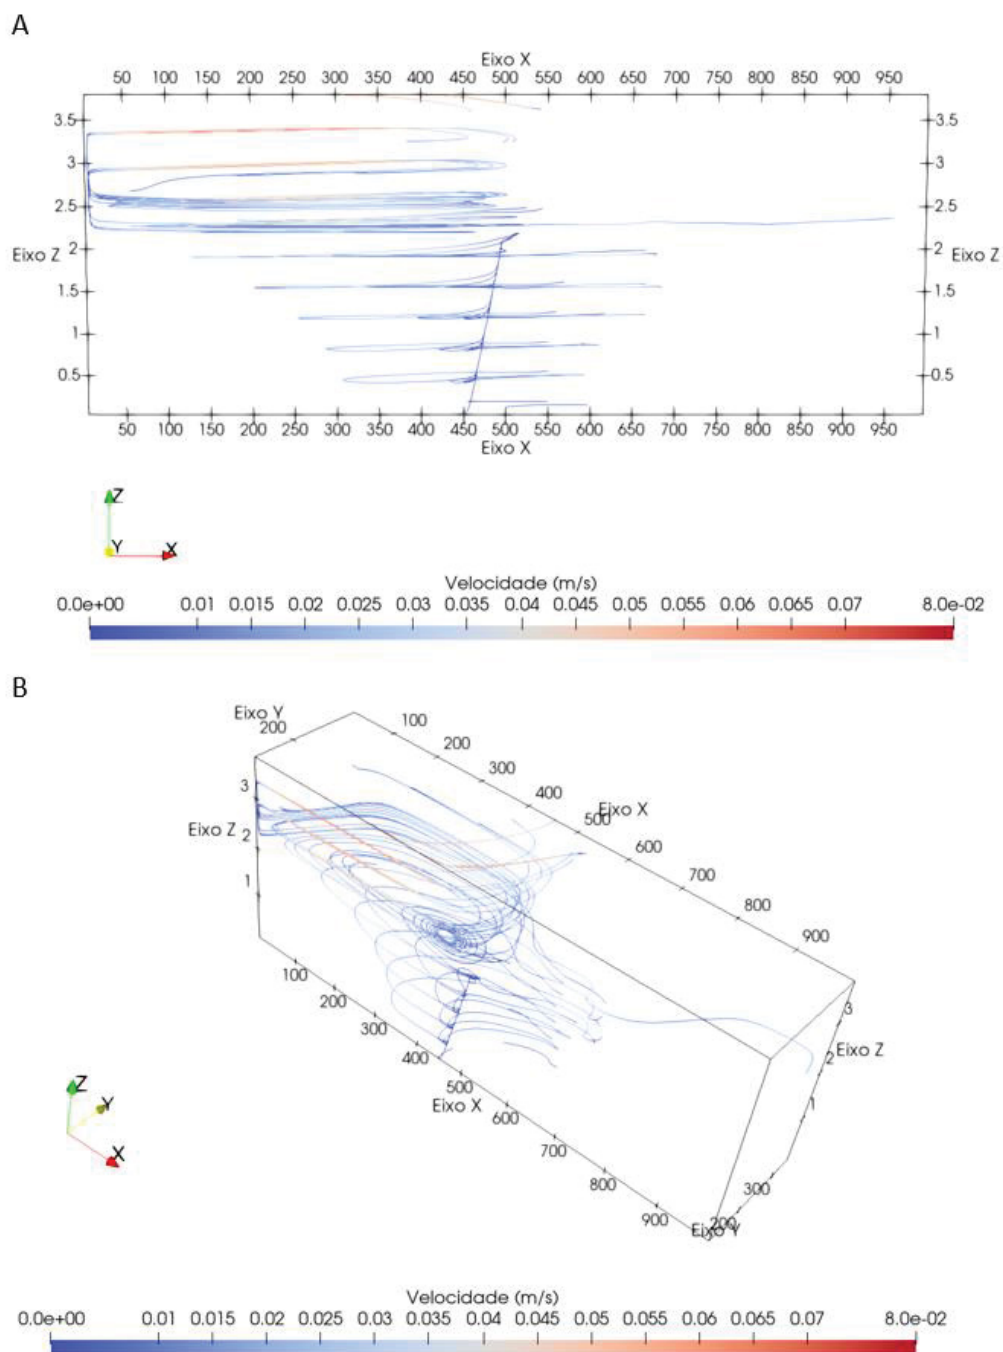 A
Eixo X
50 100 150 200 250 300 350 400 450 500 550 600 650 700 750 800 850 900 950
3.5 3.5
3 3
2.5 2.5
Eixo Z 2 2 Eixo Z
1.5 1.5
1 1
0.5 0.5
50 100 150 200 250 300 350 400 450 500 550 600 650 700 750 800 850 900 950
Eixo X
Z
Y X
Velocidade (m/s)
0.0e+00 0.01 0.015 0.02 0.025 0.03 0.035 0.04 0.045 0.05 0.055 0.06 0.065 0.07 8.0e-02
B
Eixo Y
200
100
200
300
400
500
Eixo X
600
700
800
900
3
Eixo Z 2
1
3
2 Eixo Z
1
100
200
300
400
500
Eixo X
600
700
800
900
300
200
Eixo Y
Z
Y
X
Velocidade (m/s)
0.0e+00 0.01 0.015 0.02 0.025 0.03 0.035 0.04 0.045 0.05 0.055 0.06 0.065 0.07 8.0e-02